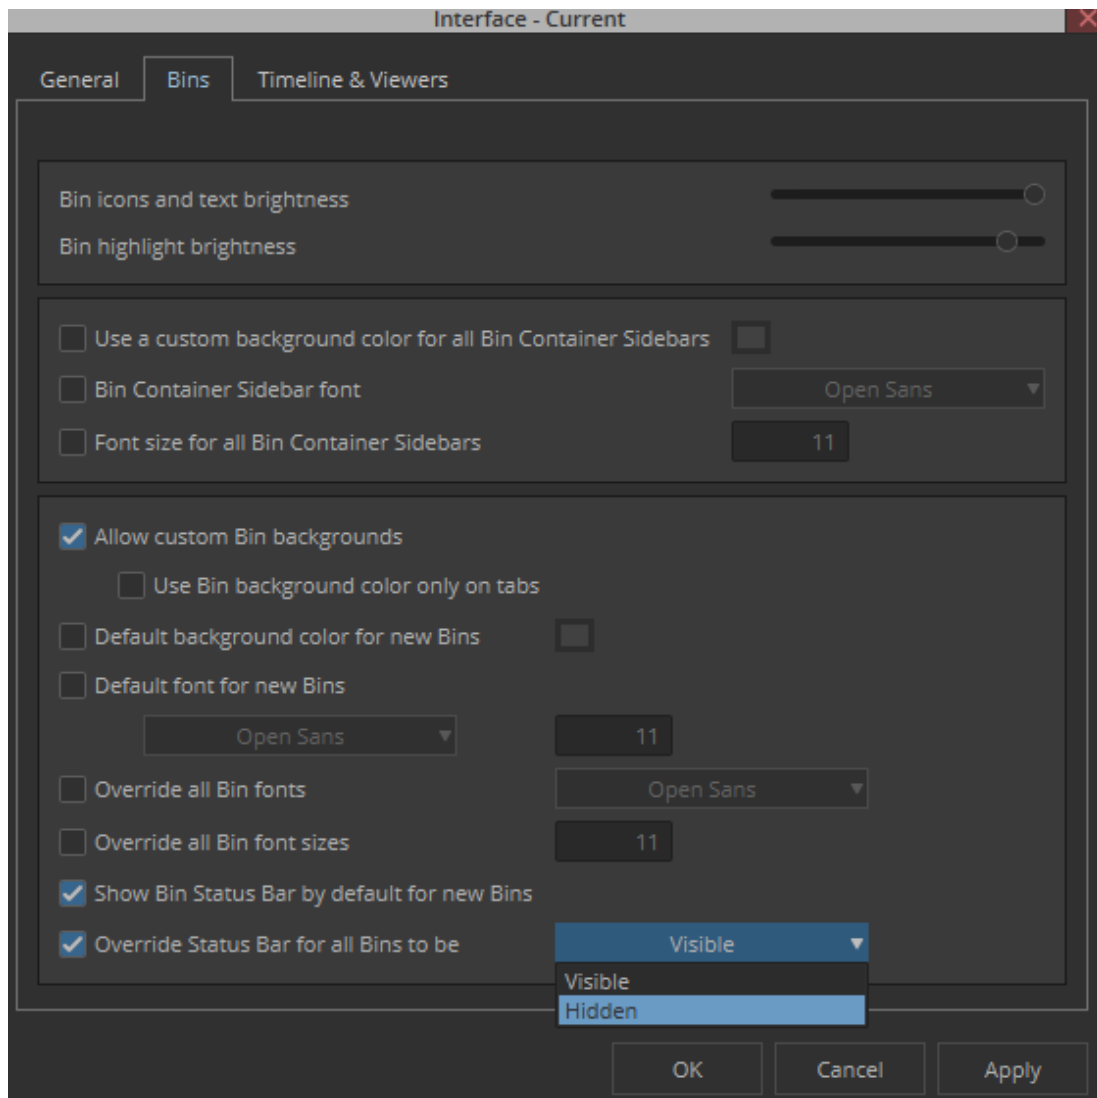 Interface - Current
General Bins Timeline & Viewers
Bin icons and text brightness
Bin highlight brightness
Use a custom background color for all Bin Container Sidebars
Bin Container Sidebar font Open Sans
Font size for all Bin Container Sidebars 11
Allow custom Bin backgrounds
Use Bin background color only on tabs
Default background color for new Bins
Default font for new Bins
Open Sans 11
Override all Bin fonts Open Sans
Override all Bin font sizes 11
Show Bin Status Bar by default for new Bins
Override Status Bar for all Bins to be Visible
Visible
Hidden
OK Cancel Apply